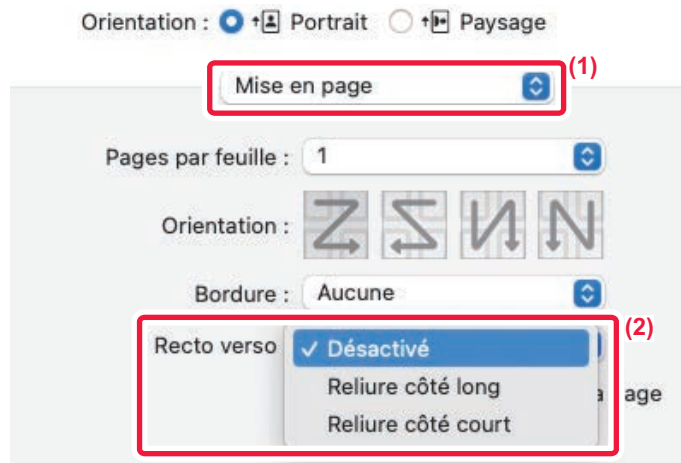 Orientation : Portrait Paysage
Mise en page (1)
Pages par feuille : 1
Orientation :
Bordure : Aucune
Recto verso ✓ Désactivé (2)
Reliure côté long age
Reliure côté court